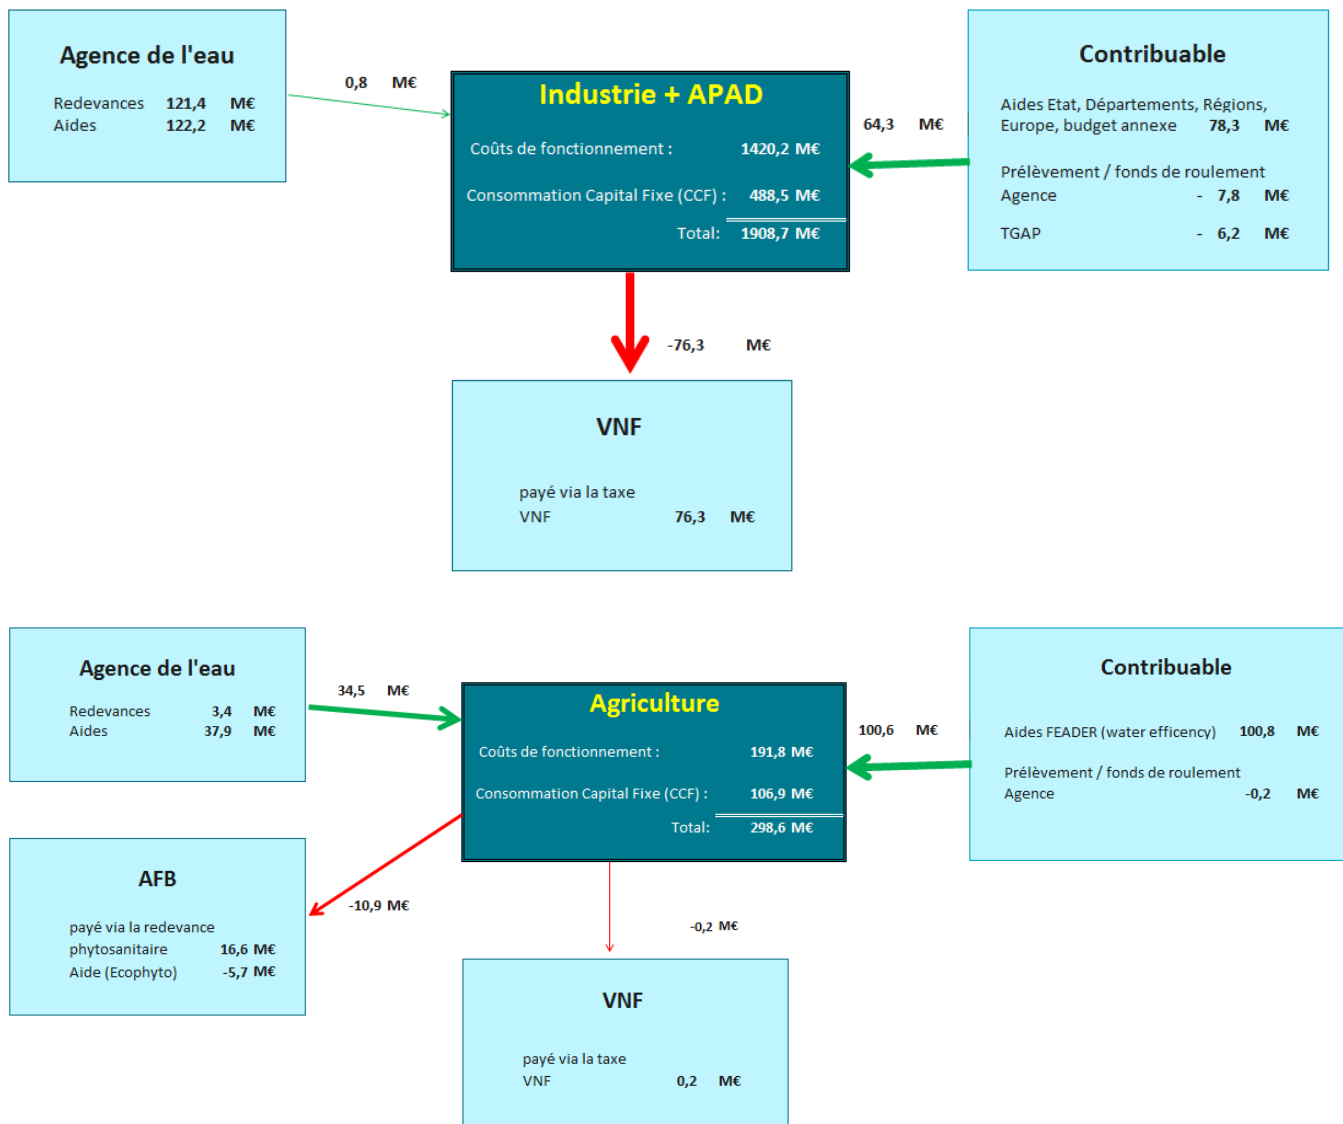 Agence de l'eau
Redevances 121,4 M€
Aides 122,2 M€
0,8 M€
Industrie + APAD
Coûts de fonctionnement : 1420,2 M€
Consommation Capital Fixe (CCF) : 488,5 M€
Total: 1908,7 M€
64,3 M€
Contribuable
Aides Etat, Départements, Régions,
Europe, budget annexe 78,3 M€
Prélèvement / fonds de roulement
Agence - 7,8 M€
TGAP - 6,2 M€
-76,3 M€
VNF
payé via la taxe
VNF 76,3 M€
Agence de l'eau
Redevances 3,4 M€
Aides 37,9 M€
34,5 M€
Agriculture
Coûts de fonctionnement : 191,8 M€
Consommation Capital Fixe (CCF) : 106,9 M€
Total: 298,6 M€
100,6 M€
Contribuable
Aides FEADER (water efficency) 100,8 M€
Prélèvement / fonds de roulement
Agence -0,2 M€
AFB
payé via la redevance
phytosanitaire 16,6 M€
Aide (Ecophyto) -5,7 M€
-10,9 M€
-0,2 M€
VNF
payé via la taxe
VNF 0,2 M€